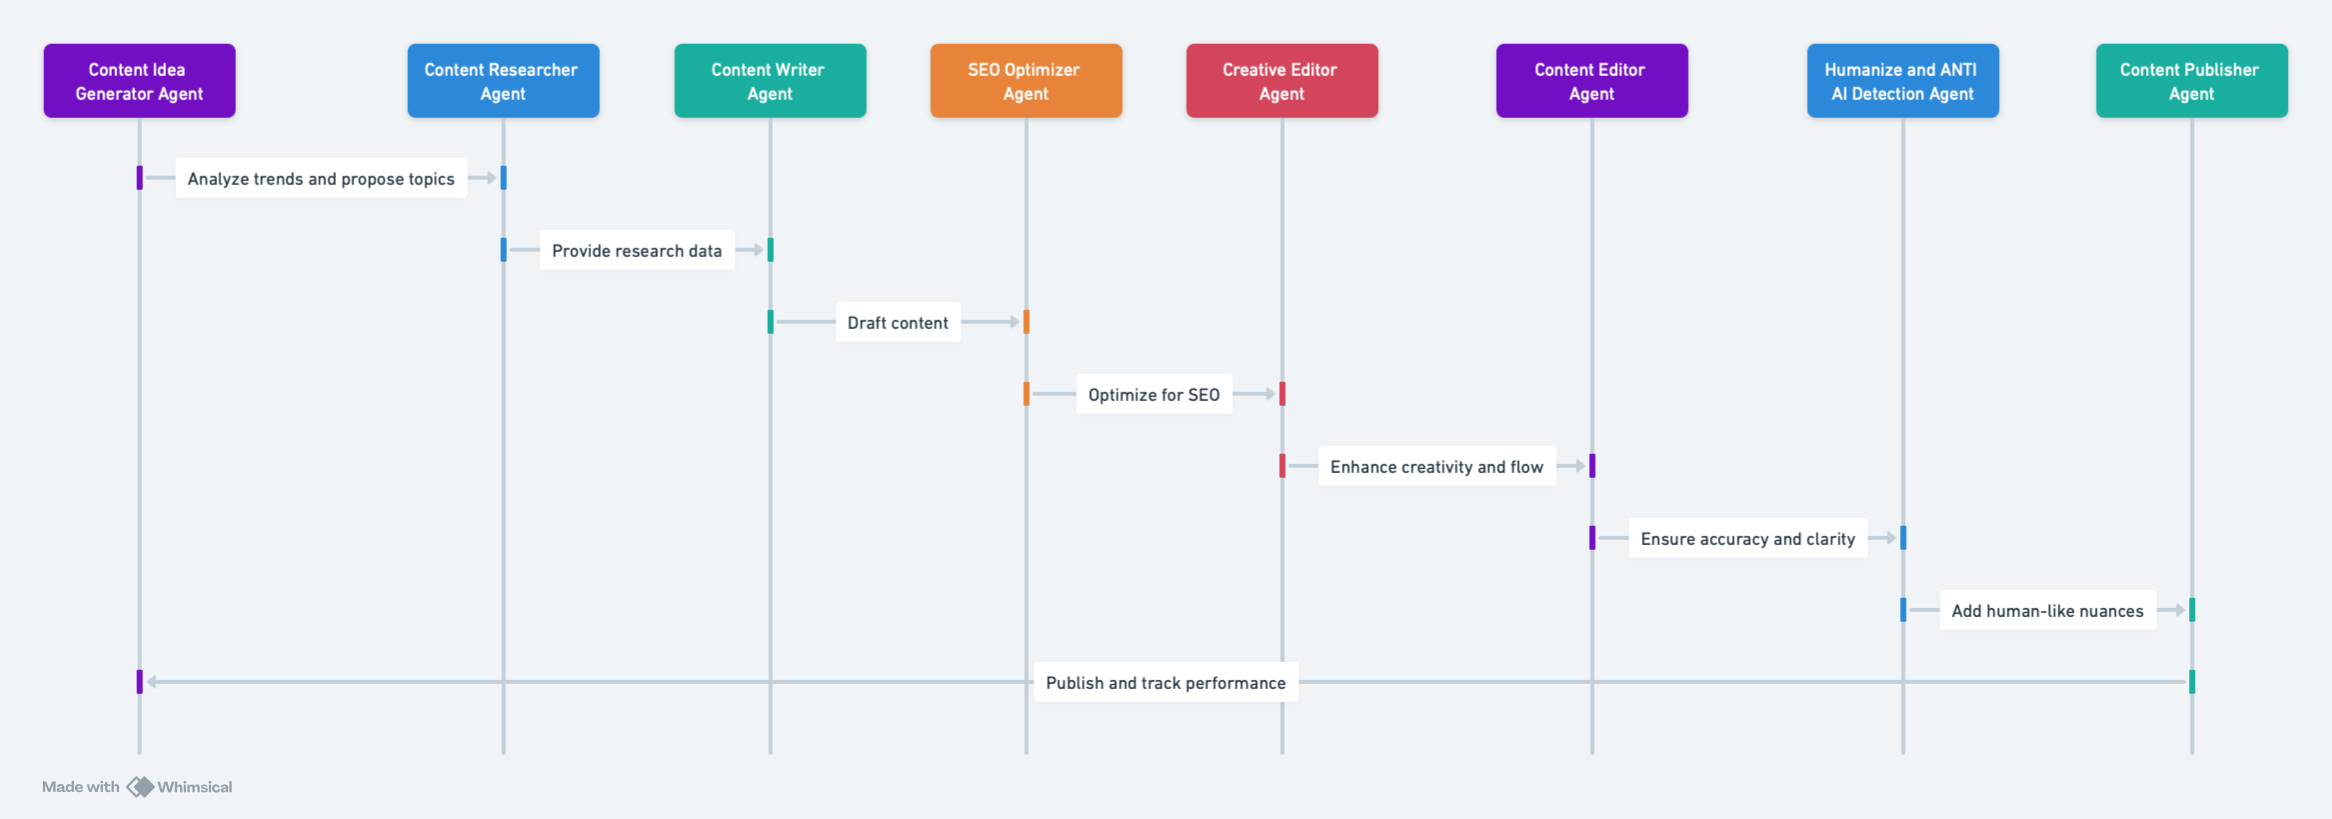 Content Idea
Generator Agent
Content Researcher
Agent
Content Writer
Agent
SEO Optimizer
Agent
Creative Editor
Agent
Content Editor
Agent
Humanize and ANTI
AI Detection Agent
Content Publisher
Agent
Analyze trends and propose topics
Provide research data
Draft content
Optimize for SEO
Enhance creativity and flow
Ensure accuracy and clarity
Add human-like nuances
Publish and track performance
Made with Whimsical